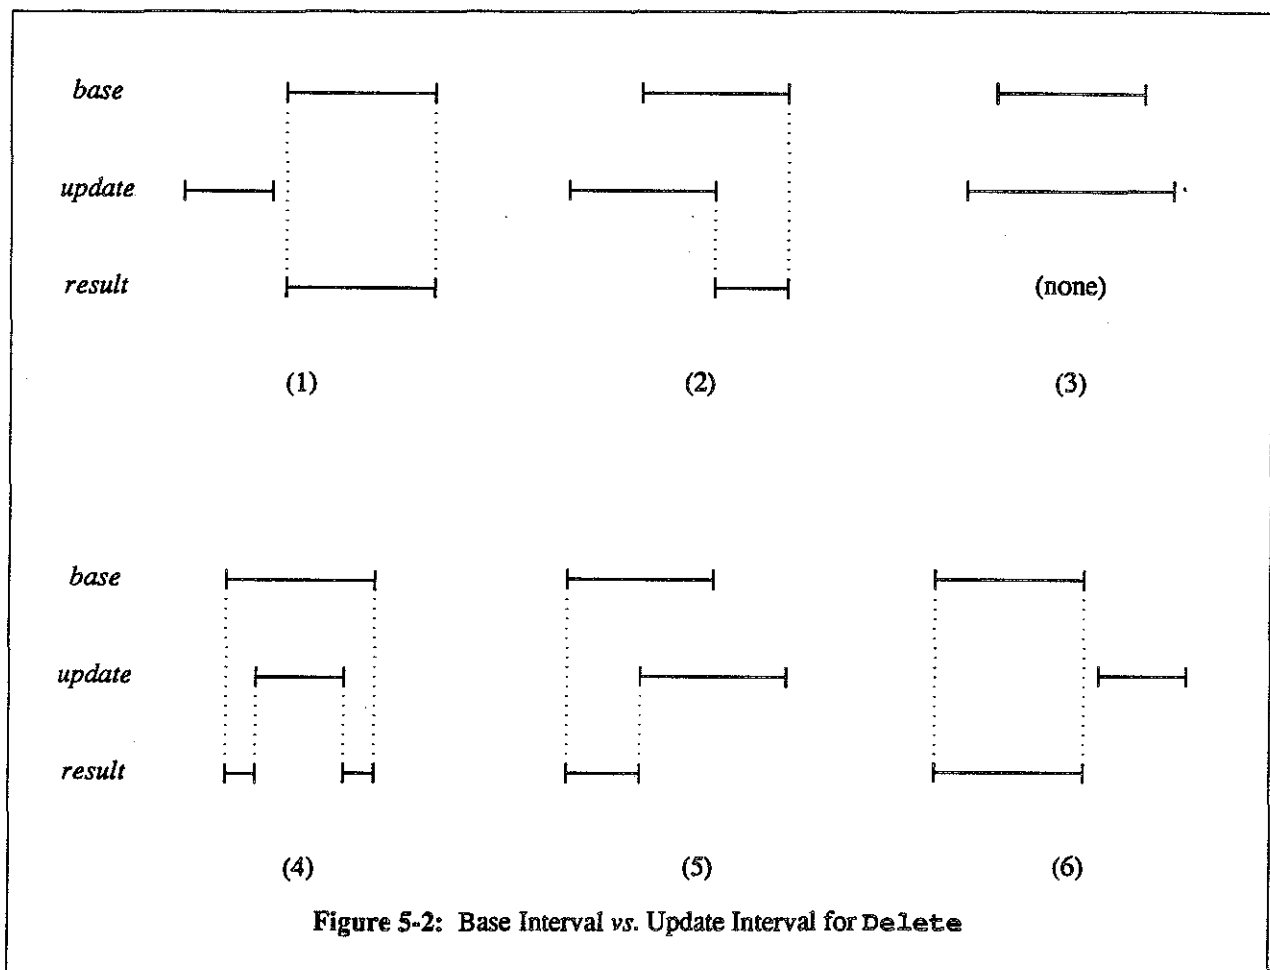 base
update
result
(none)
(1) (2) (3)
base
update
result
(4) (5) (6)
Figure 5-2: Base Interval vs. Update Interval for Delete